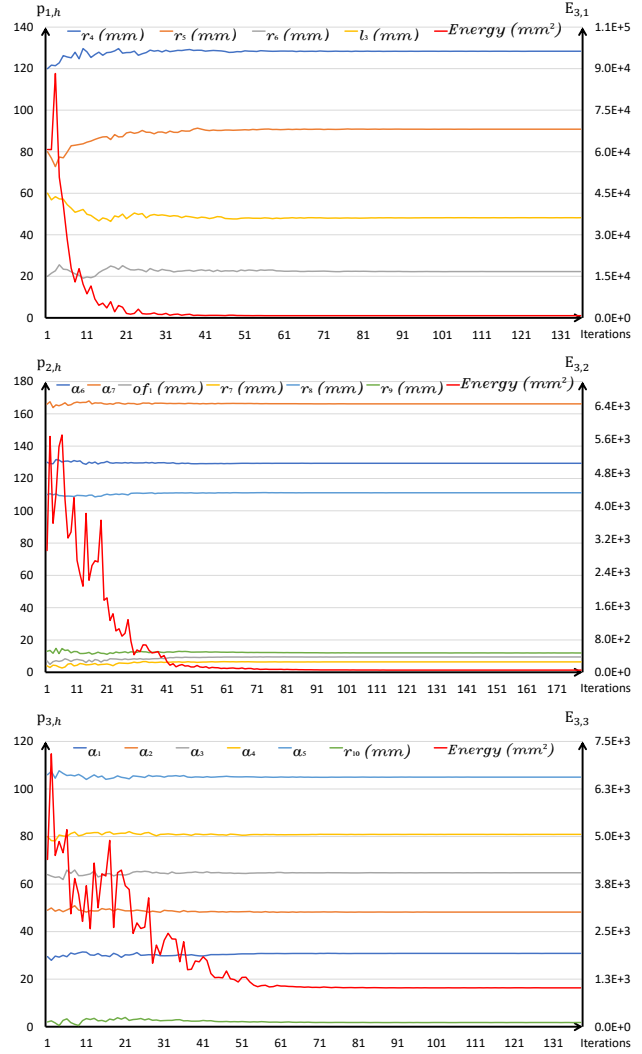 p1,h E3,1
140 1.1E+5
r4 (mm) r5 (mm) r6 (mm) l3 (mm) Energy (mm²)
120 9.0E+4
100 7.5E+4
80 6.0E+4
60 4.5E+4
40 3.0E+4
20 1.5E+4
0 0.0E+0
1 11 21 31 41 51 61 71 81 91 101 111 121 131 Iterations
p2,h E3,2
180
a6 a7 of1 (mm) r7 (mm) r8 (mm) r9 (mm) Energy (mm²)
160 6.4E+3
140 5.6E+3
120 4.8E+3
100 4.0E+3
80 3.2E+3
60 2.4E+3
40 1.6E+3
20 8.0E+2
0 0.0E+0
1 11 21 31 41 51 61 71 81 91 101 111 121 131 141 151 161 171 Iterations
p3,h E3,3
120 7.5E+3
a1 a2 a3 a4 a5 r10 (mm) Energy (mm²)
100 6.3E+3
80 5.0E+3
60 3.8E+3
40 2.5E+3
20 1.3E+3
0 0.0E+0
1 11 21 31 41 51 61 71 81 91 101 111 121 131 Iterations